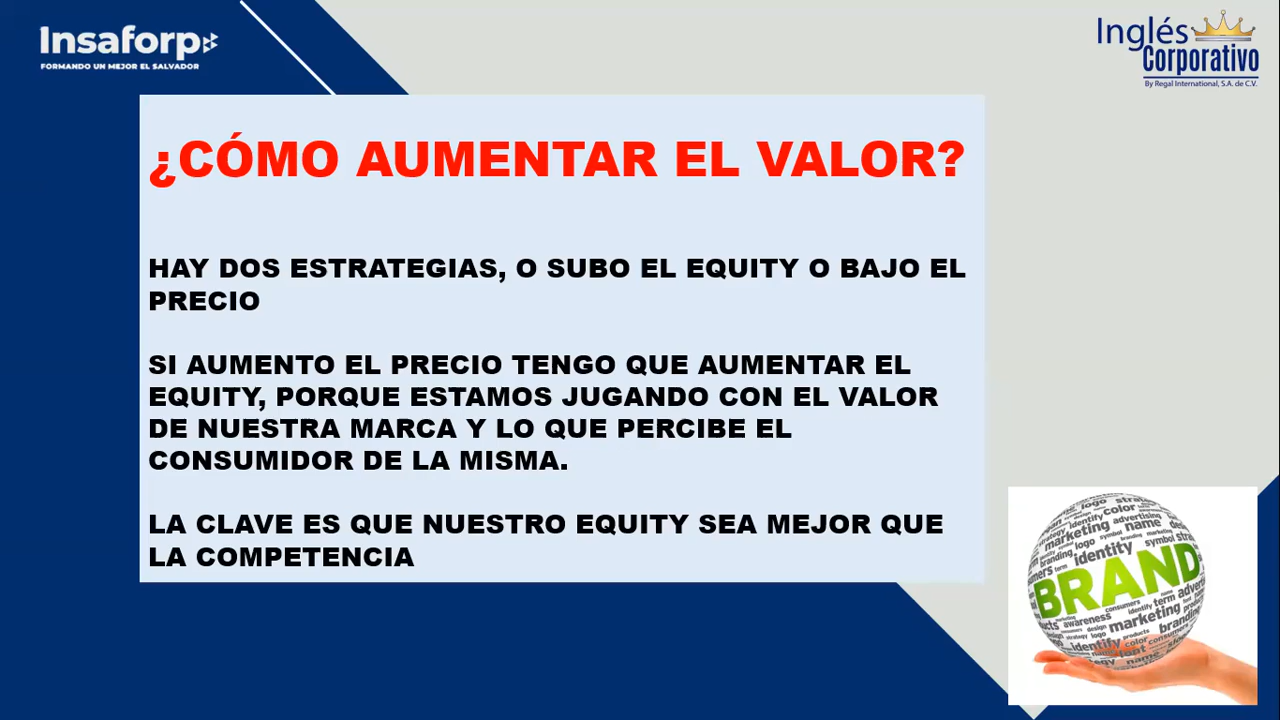 Insaforp
FORMANDO UN MEJOR EL SALVADOR
Inglés
Corporativo
By Regal International, S.A. de C.V.
¿CÓMO AUMENTAR EL VALOR?
HAY DOS ESTRATEGIAS, O SUBO EL EQUITY O BAJO EL
PRECIO
SI AUMENTO EL PRECIO TENGO QUE AUMENTAR EL
EQUITY, PORQUE ESTAMOS JUGANDO CON EL VALOR
DE NUESTRA MARCA Y LO QUE PERCIBE EL
CONSUMIDOR DE LA MISMA.
LA CLAVE ES QUE NUESTRO EQUITY SEA MEJOR QUE
LA COMPETENCIA
marketing name
identity
BRAND
awareness
marketing
identify color